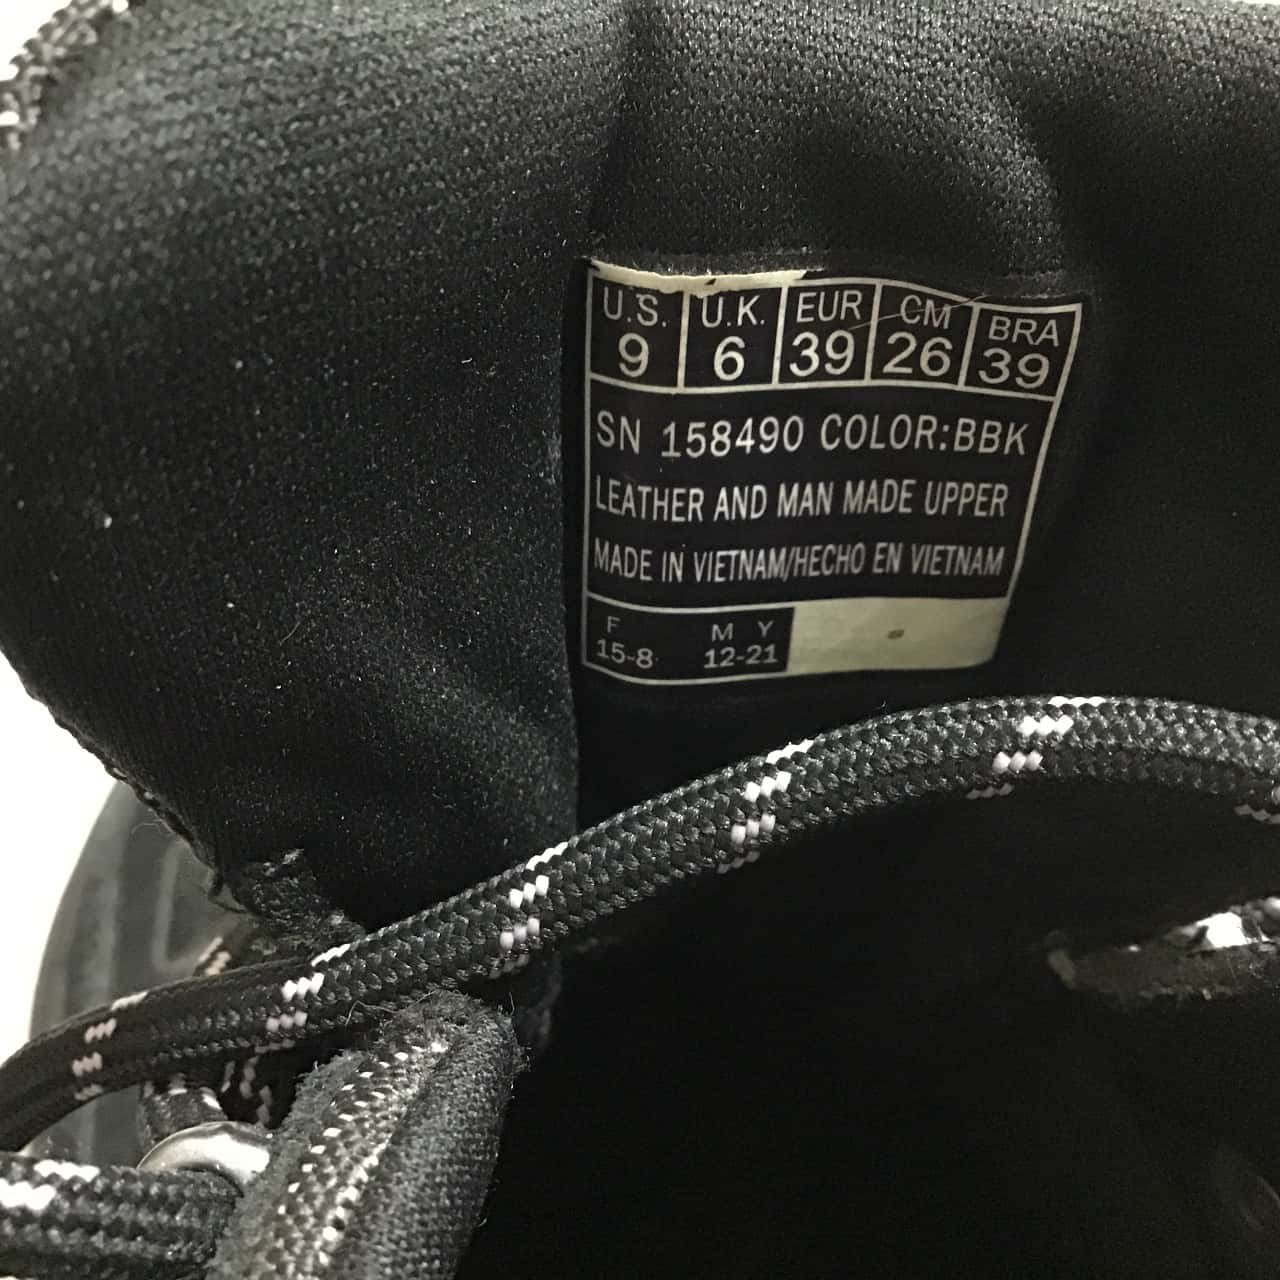 U.S. U.K. EUR CM BRA
9 6 39 26 39
SN 158490 COLOR:BBK
LEATHER AND MAN MADE UPPER
MADE IN VIETNAM/HECHO EN VIETNAM
F M Y
15-8 12-21